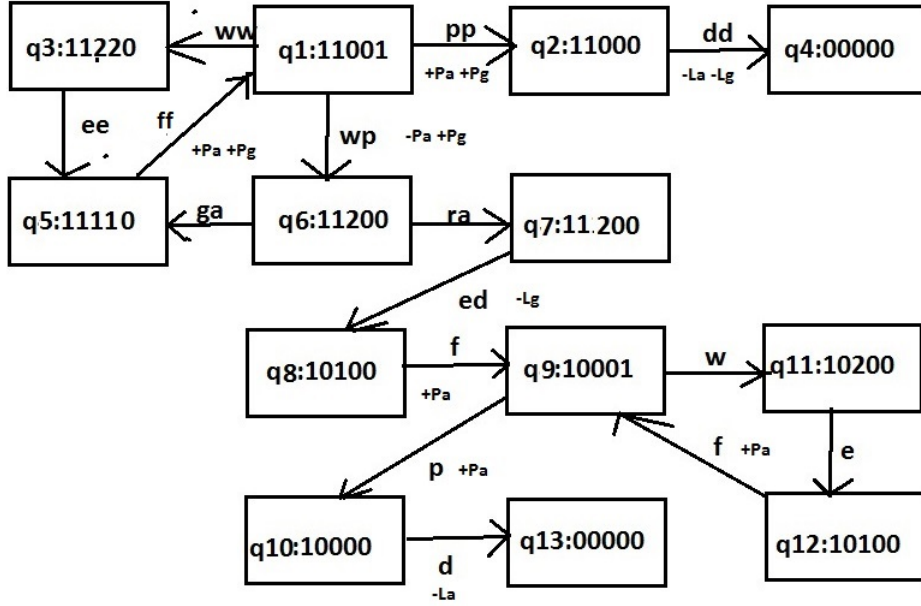 q3:11220
ww
q1:11001
pp
+Pa +Pg
q2:11000
dd
-La -Lg
q4:00000
ee
ff
+Pa +Pg
wp
-Pa +Pg
q5:11110
ga
q6:11200
ra
q7:11.200
ed
-Lg
q8:10100
f
+Pa
q9:10001
w
q11:10200
p
+Pa
f
+Pa
e
q10:10000
d
-La
q13:00000
q12:10100